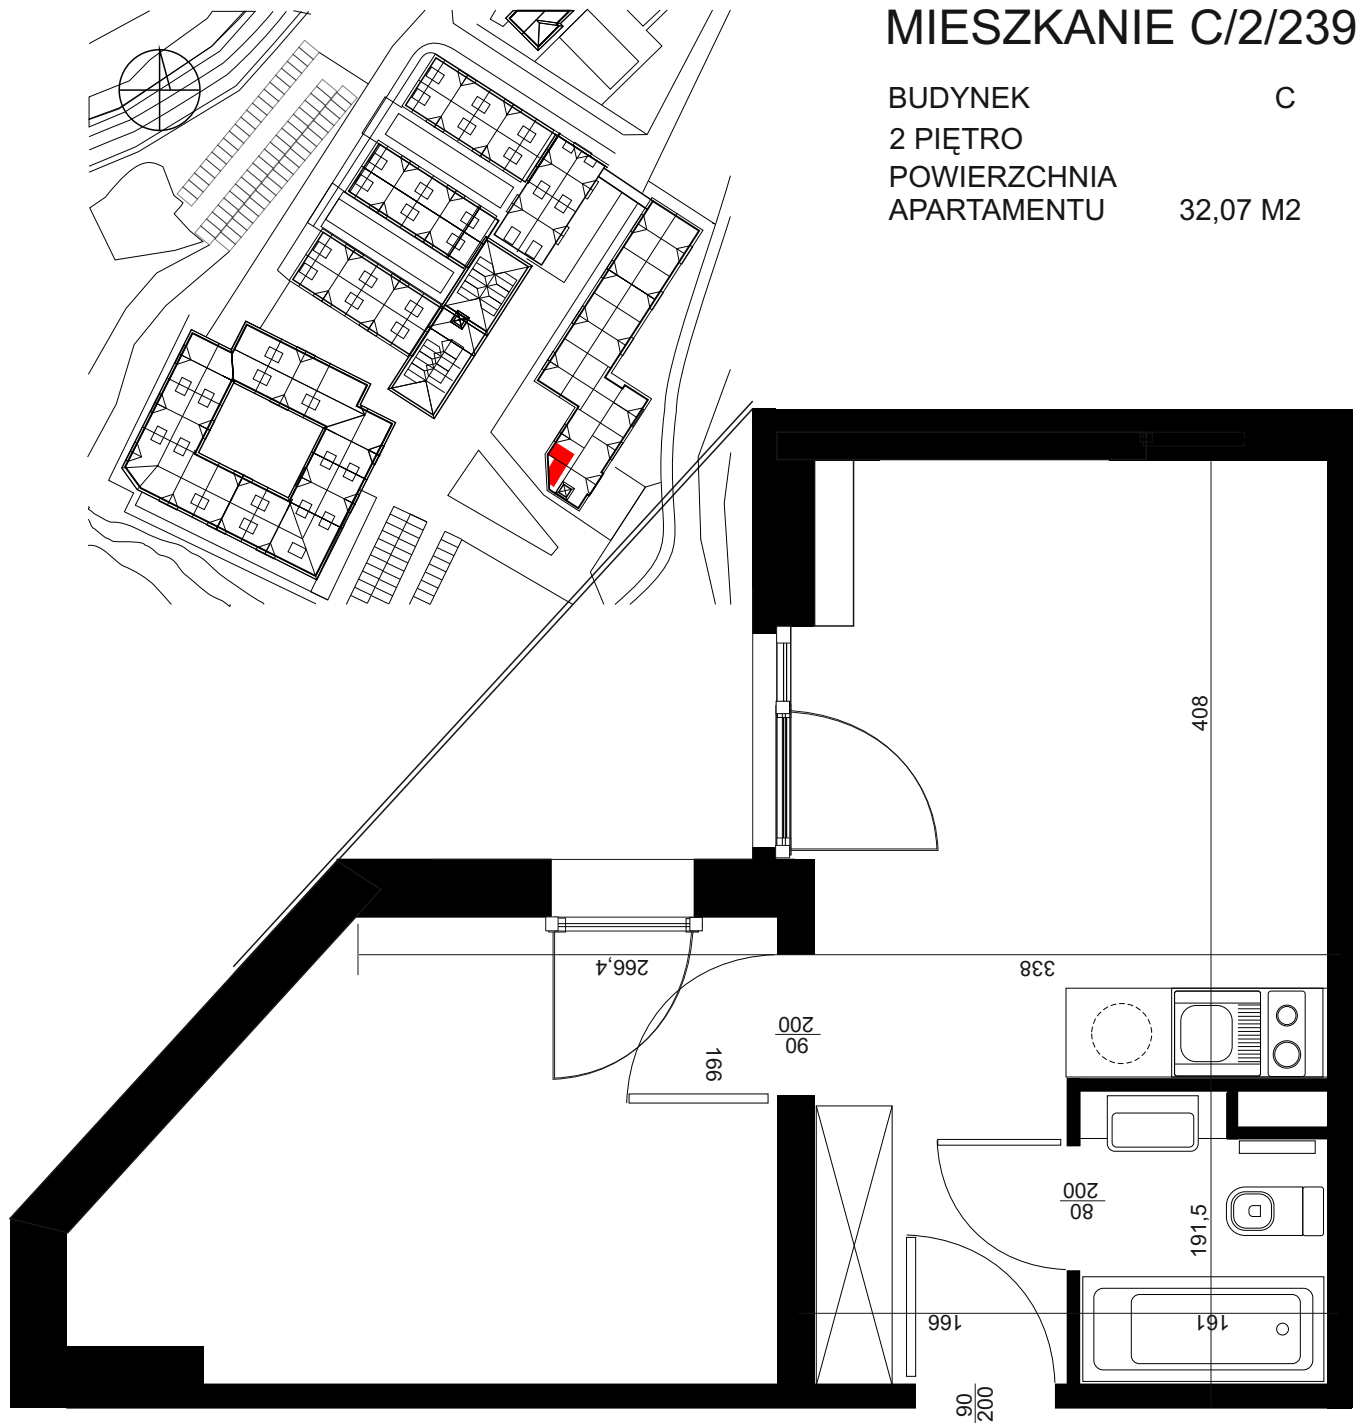 MIESZKANIE C/2/239
BUDYNEK C
2 PIĘTRO
POWIERZCHNIA
APARTAMENTU 32,07 M2
408
266,4
338
90
200
166
80
200
191,5
166
161
90
200